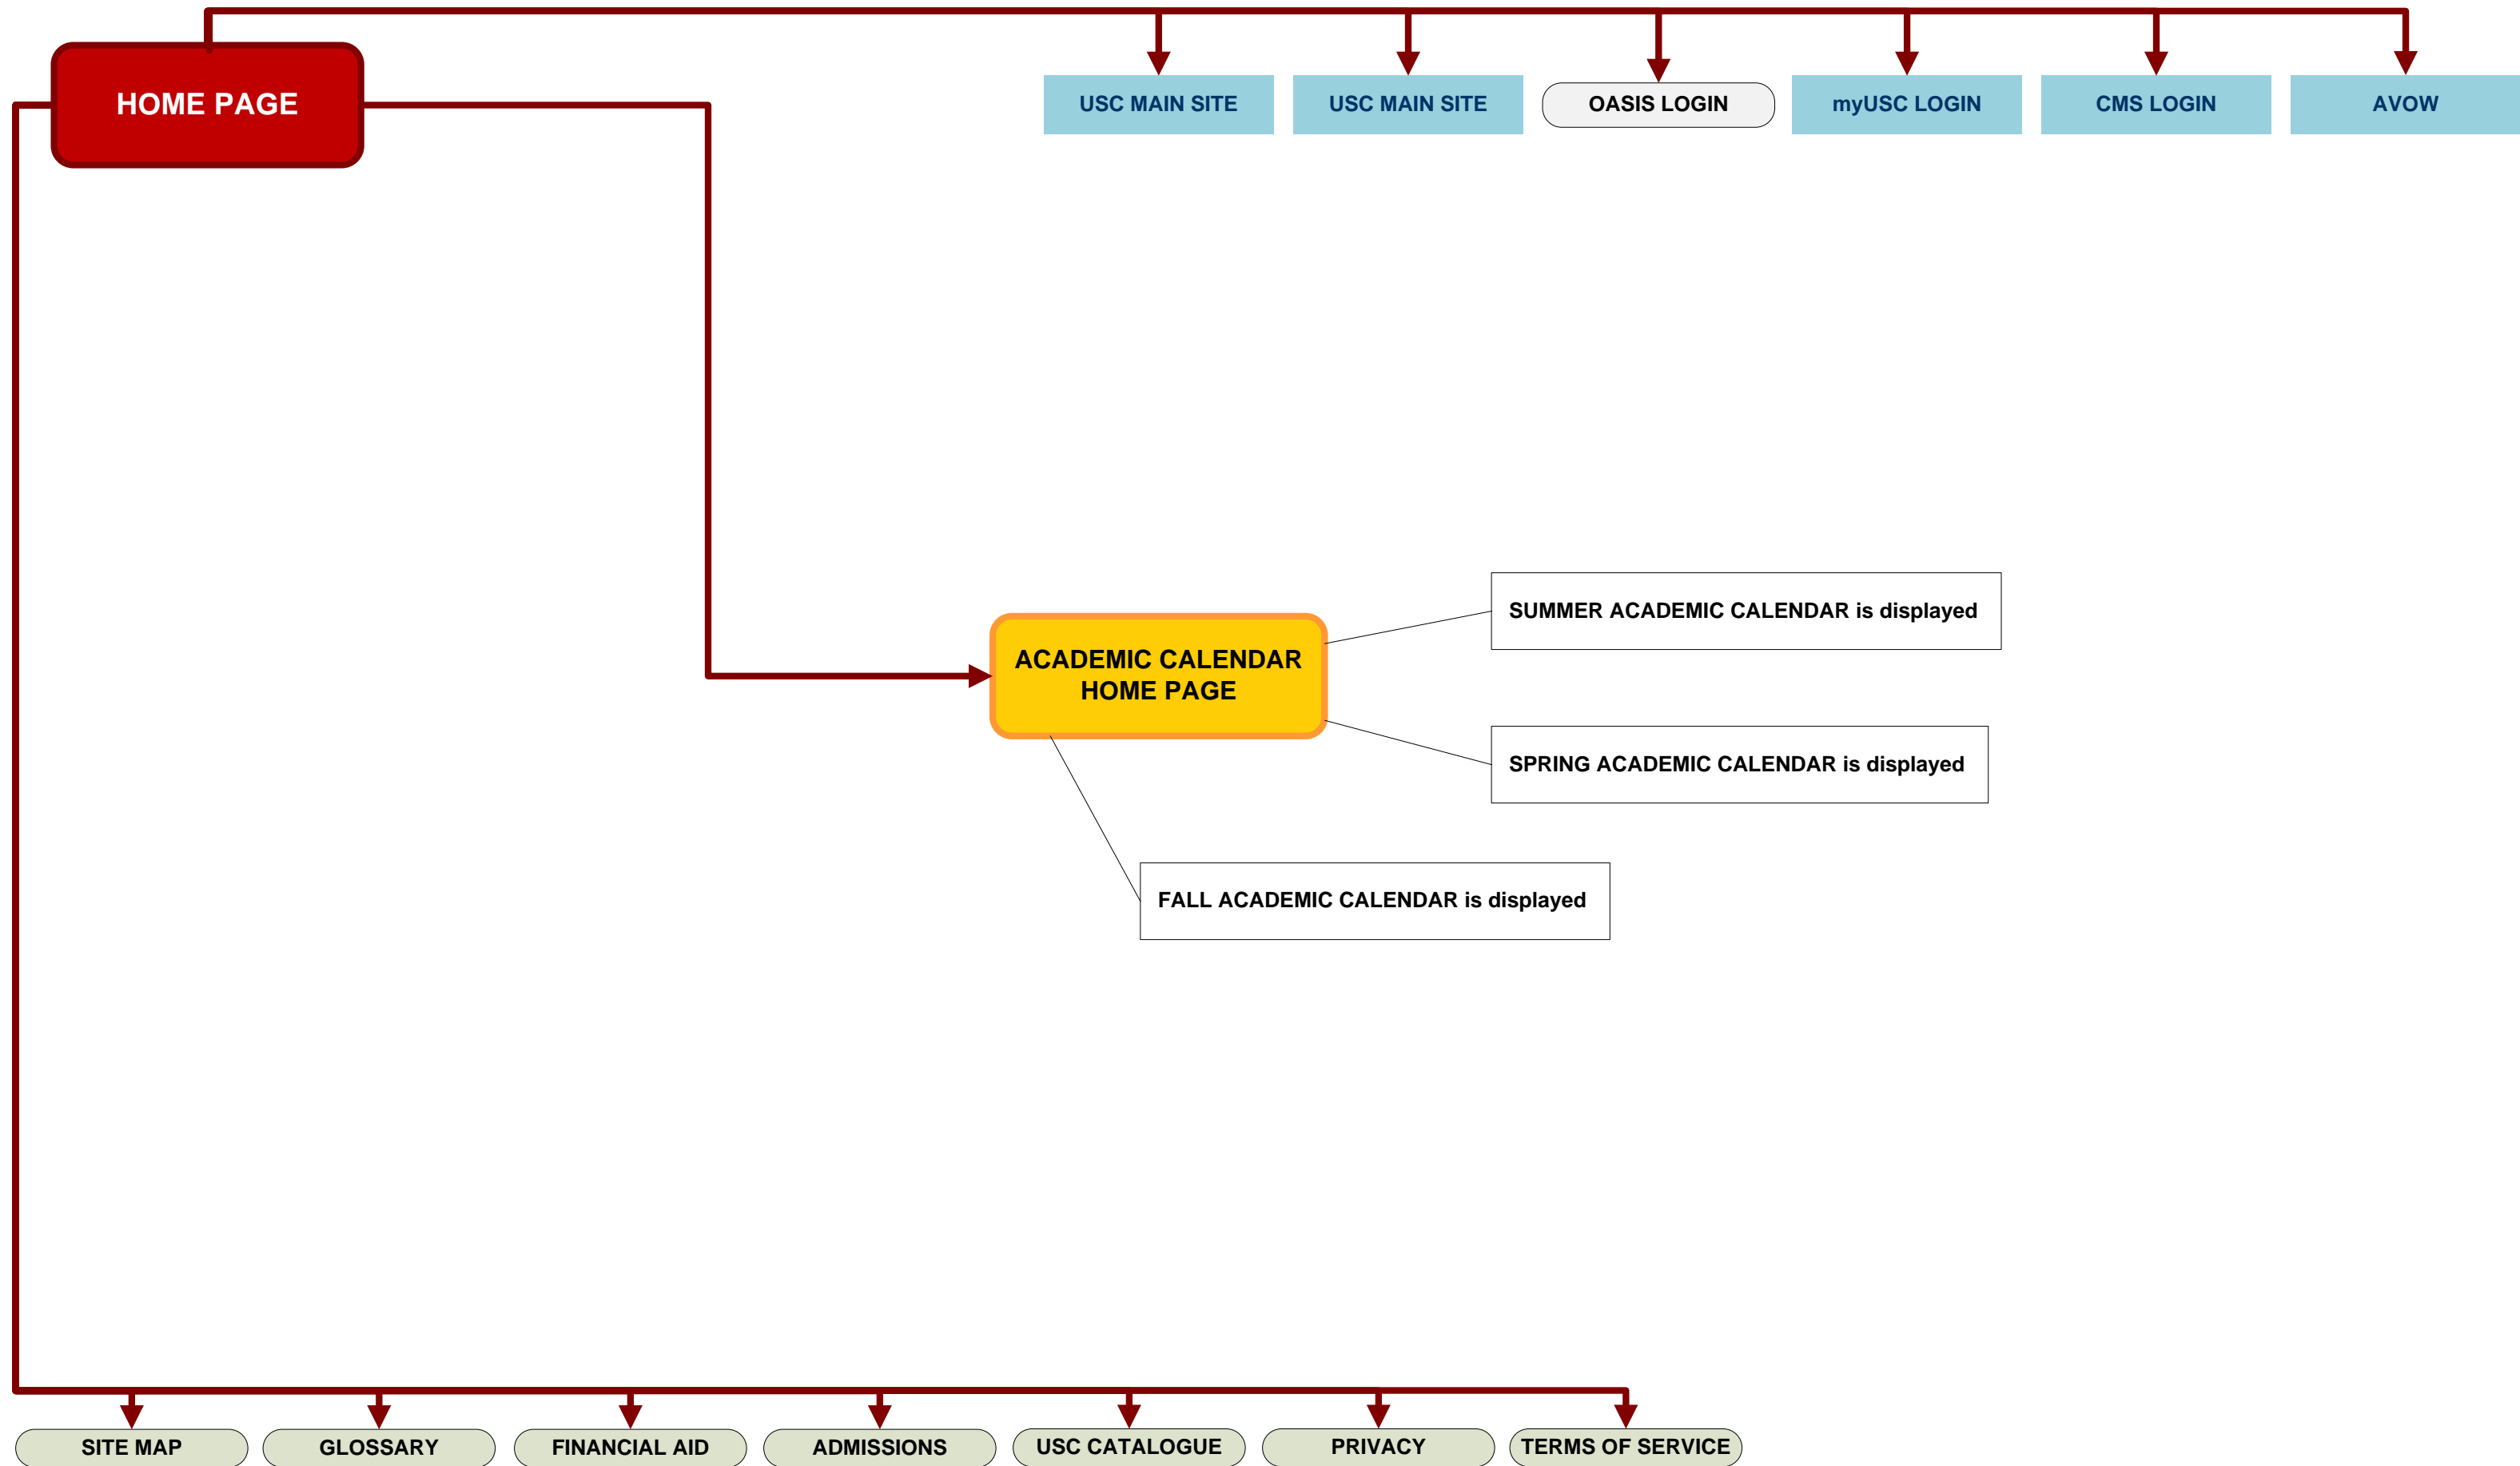 HOME PAGE
USC MAIN SITE
USC MAIN SITE
OASIS LOGIN
myUSC LOGIN
CMS LOGIN
AVOW
SUMMER ACADEMIC CALENDAR is displayed
ACADEMIC CALENDAR
HOME PAGE
SPRING ACADEMIC CALENDAR is displayed
FALL ACADEMIC CALENDAR is displayed
SITE MAP
GLOSSARY
FINANCIAL AID
ADMISSIONS
USC CATALOGUE
PRIVACY
TERMS OF SERVICE